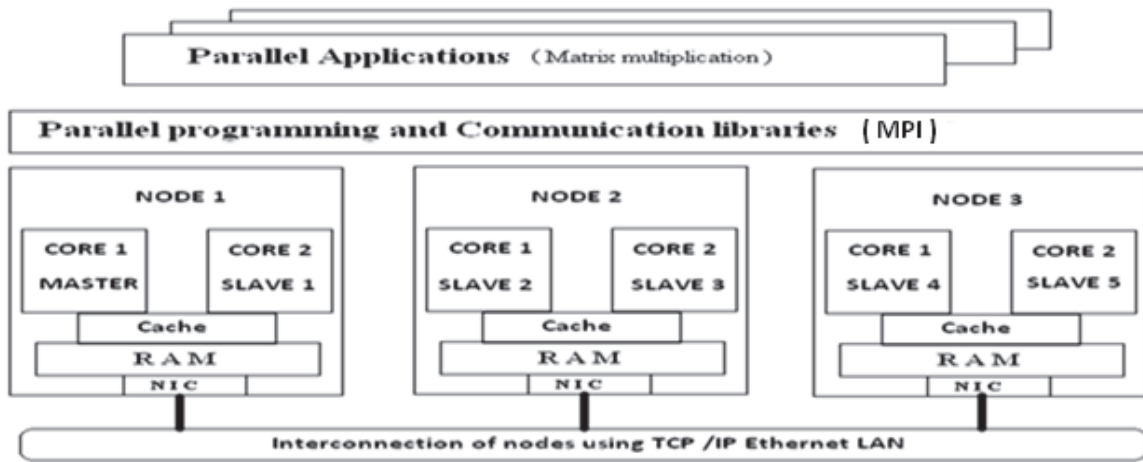 Parallel Applications (Matrix multiplication)
Parallel programming and Communication libraries (MPI)
NODE 1
CORE 1
MASTER
CORE 2
SLAVE 1
Cache
RAM
NIC
NODE 2
CORE 1
SLAVE 2
CORE 2
SLAVE 3
Cache
RAM
NIC
NODE 3
CORE 1
SLAVE 4
CORE 2
SLAVE 5
Cache
RAM
NIC
Interconnection of nodes using TCP /IP Ethernet LAN